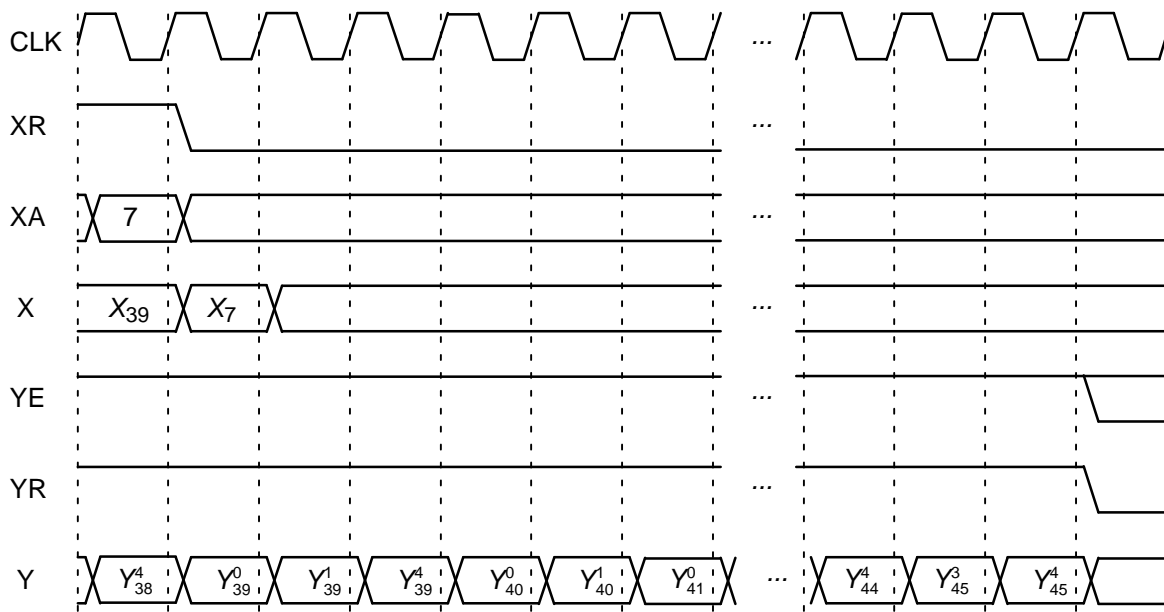 CLK ...
XR ...
XA 7 ...
X X₃₉ X₇ ...
YE ...
YR ...
Y Y⁴₃₈ Y⁰₃₉ Y¹₃₉ Y⁴₃₉ Y⁰₄₀ Y¹₄₀ Y⁰₄₁ ... Y⁴₄₄ Y³₄₅ Y⁴₄₅